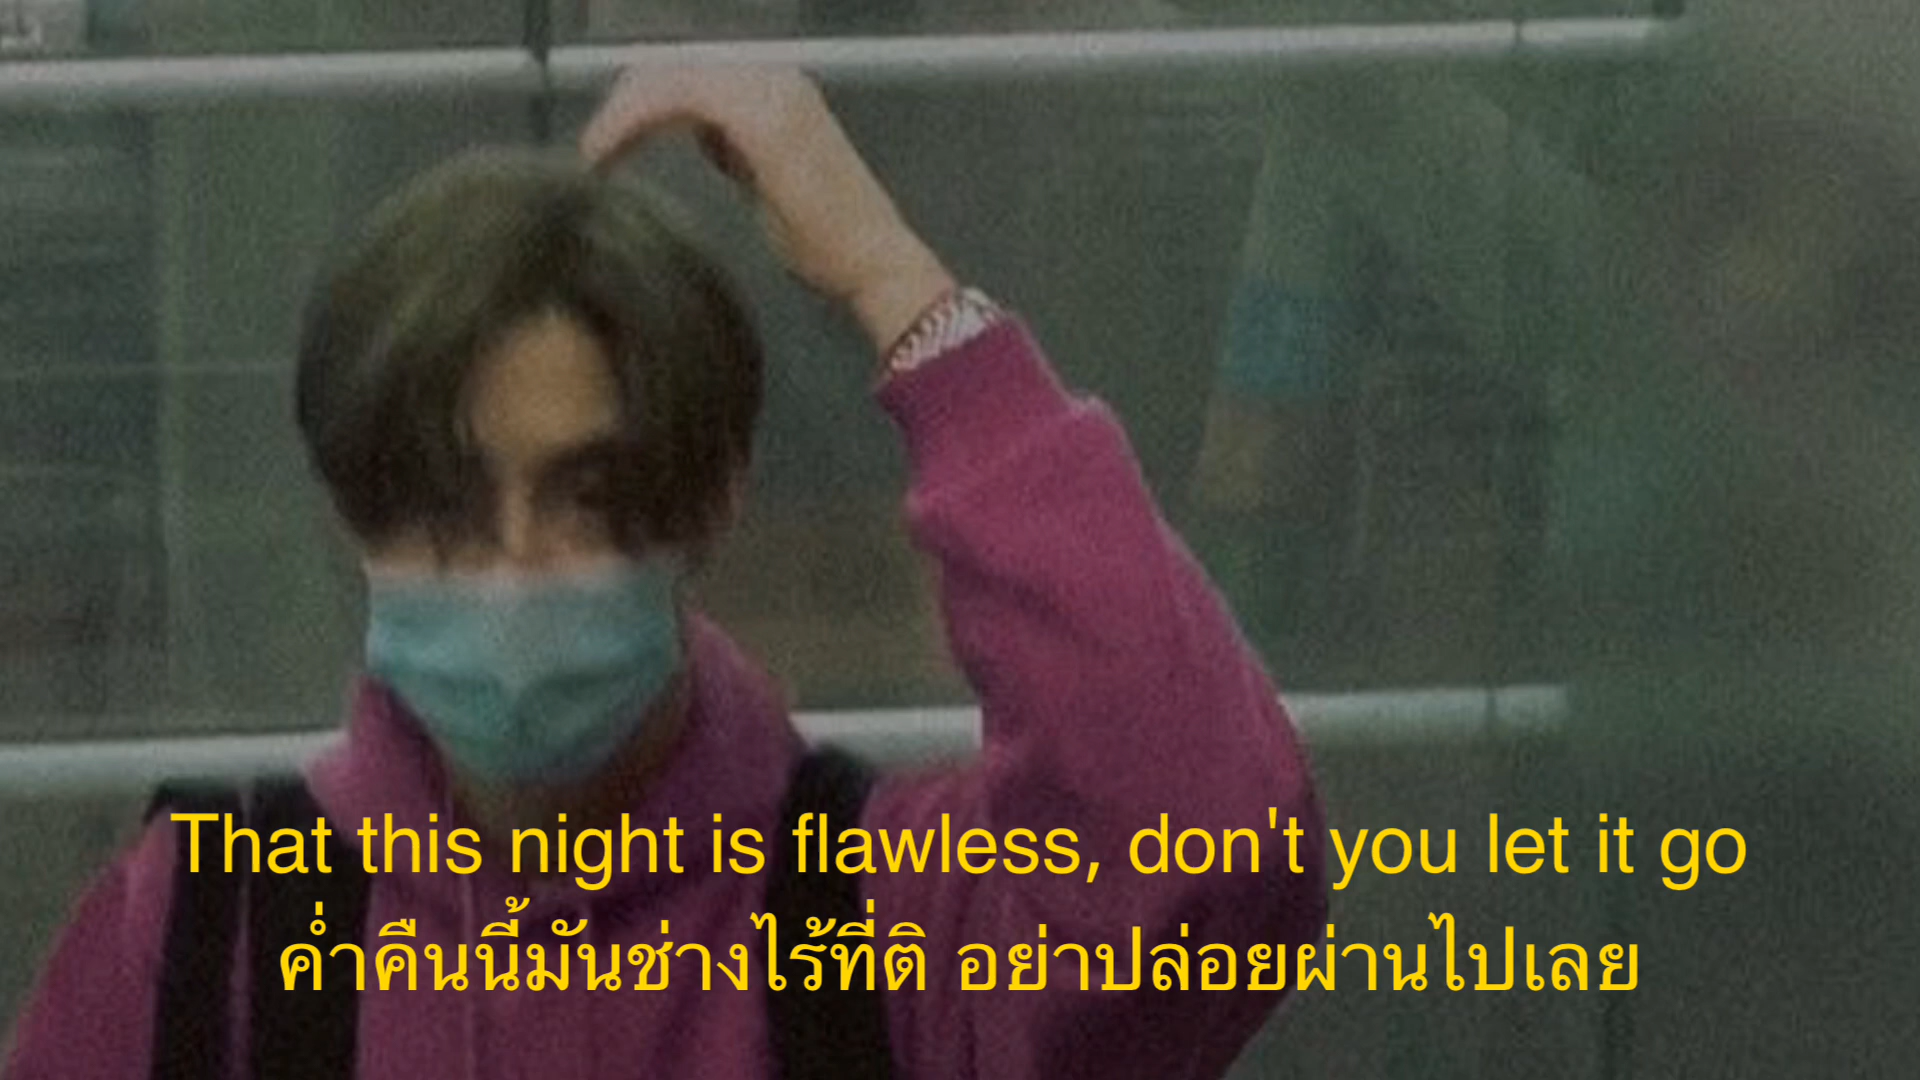 That this night is flawless, don't you let it go
ค่ำคืนนี้มันช่างไร้ที่ติ อย่าปล่อยผ่านไปเลย